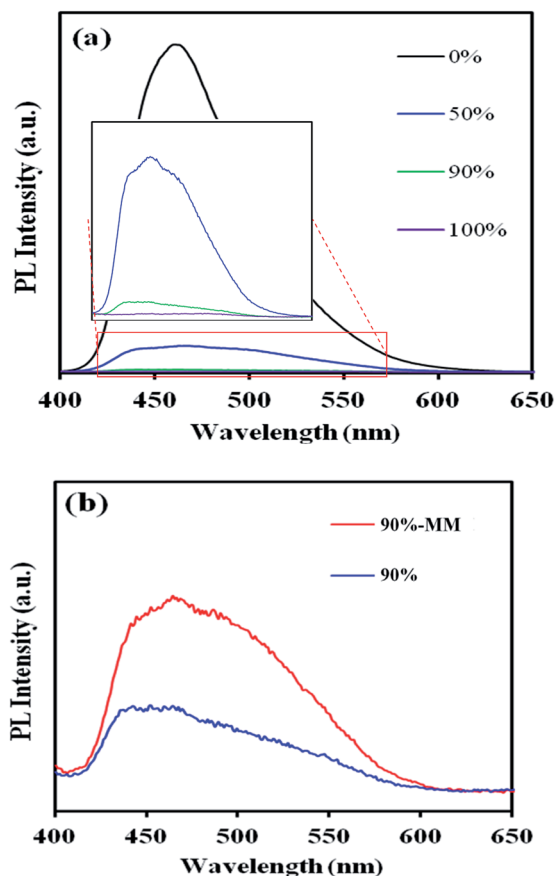 (a)
0%
50%
90%
100%
PL Intensity (a.u.)
400 450 500 550 600 650
Wavelength (nm)
(b)
90%-MM
90%
PL Intensity (a.u.)
400 450 500 550 600 650
Wavelength (nm)